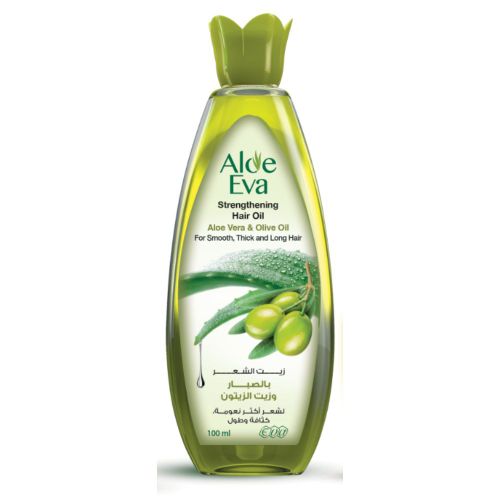 Aloe
Eva
Strengthening
Hair Oil
Aloe Vera & Olive Oil
For Smooth, Thick and Long Hair
زيت الشعر
بالصبار
وزيت الزيتون
لشعر أكثر نعومة،
كثافة وطول
100 ml
eva